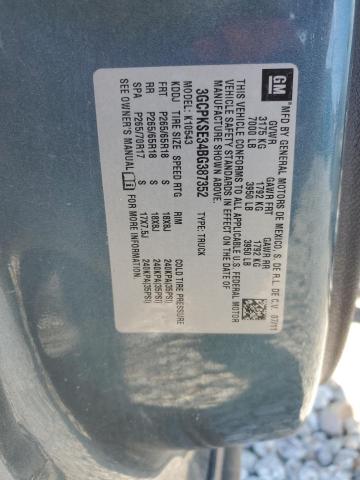 GM
MFD BY GENERAL MOTORS DE MEXICO, S. DE R.L. DE C.V. 07/11
GVWR GAWR FRT GAWR RR
3175 KG 1792 KG 1792 KG
7000 LB 3950 LB 3950 LB
THIS VEHICLE CONFORMS TO ALL APPLICABLE U.S. FEDERAL MOTOR
VEHICLE SAFETY STANDARDS IN EFFECT ON THE DATE OF
MANUFACTURE SHOWN ABOVE.
3GCPKSE34BG387352 TYPE: TRUCK
MODEL: K10543
KDDJ TIRE SIZE SPEED RTG RIM COLD TIRE PRESSURE
FRT P265/65R18 S 18X8J 240KPA(35PSI)
RR P265/65R18 S 18X8J 240KPA(35PSI)
SPA P265/70R17 S 17X7.5J 240KPA(35PSI)
SEE OWNER'S MANUAL FOR MORE INFORMATION.